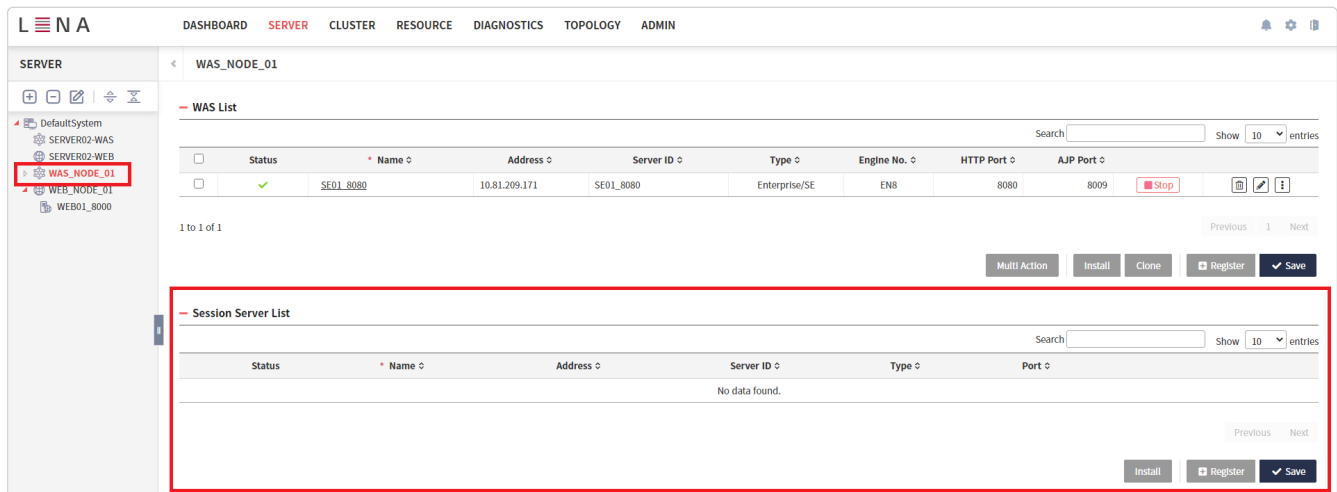 LENA
DASHBOARD SERVER CLUSTER RESOURCE DIAGNOSTICS TOPOLOGY ADMIN
SERVER
WAS_NODE_01
DefaultSystem
SERVER02-WAS
SERVER02-WEB
WAS_NODE_01
WEB_NODE_01
WEB01_8000
WAS List
Search Show 10 entries
Status * Name Address Server ID Type Engine No. HTTP Port AJP Port
SE01_8080 10.81.209.171 SE01_8080 Enterprise/SE EN8 8080 8009 Stop
1 to 1 of 1
Previous 1 Next
Multi Action Install Clone Register Save
Session Server List
Search Show 10 entries
Status * Name Address Server ID Type Port
No data found.
Previous Next
Install Register Save